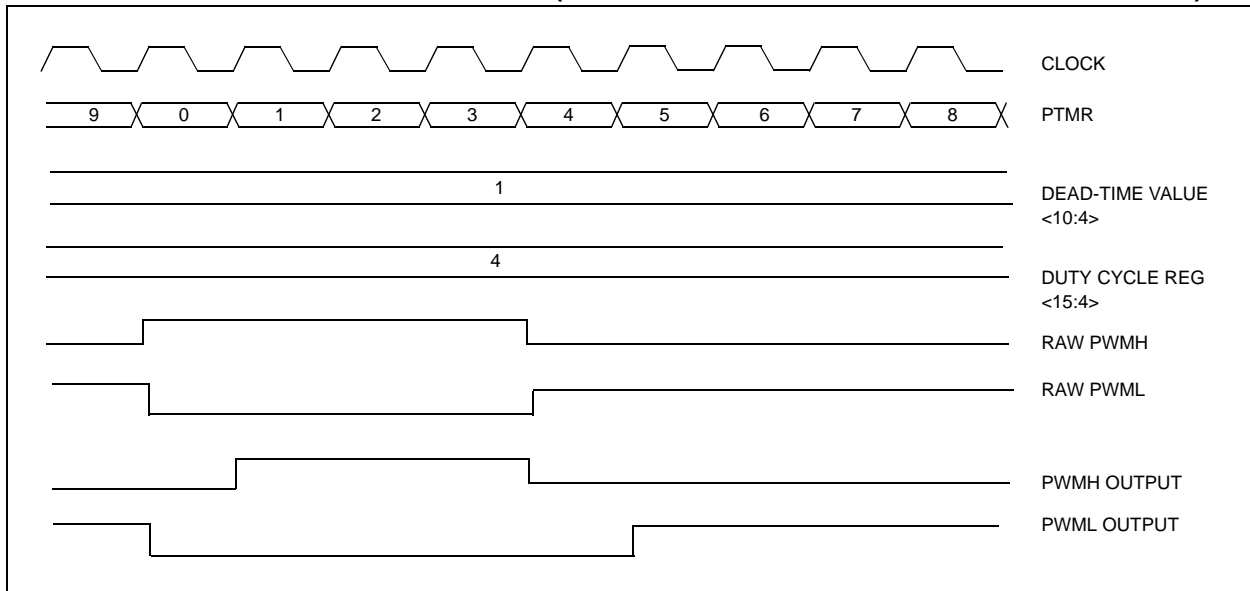 CLOCK
9 0 1 2 3 4 5 6 7 8 PTMR
1
DEAD-TIME VALUE
<10:4>
4
DUTY CYCLE REG
<15:4>
RAW PWMH
RAW PWML
PWMH OUTPUT
PWML OUTPUT